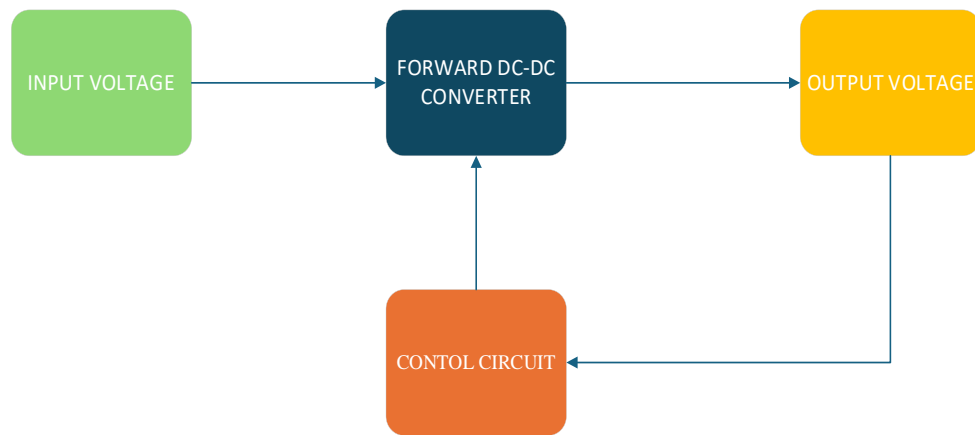 INPUT VOLTAGE
FORWARD DC-DC
CONVERTER
OUTPUT VOLTAGE
CONTOL CIRCUIT